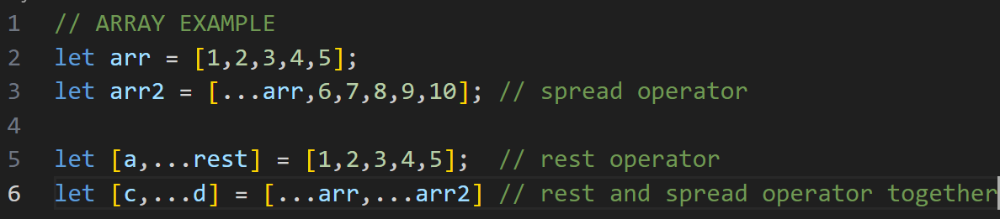 1 // ARRAY EXAMPLE
2 let arr = [1,2,3,4,5];
3 let arr2 = [...arr,6,7,8,9,10]; // spread operator
4
5 let [a,...rest] = [1,2,3,4,5];  // rest operator
6 let [c,...d] = [...arr,...arr2] // rest and spread operator together